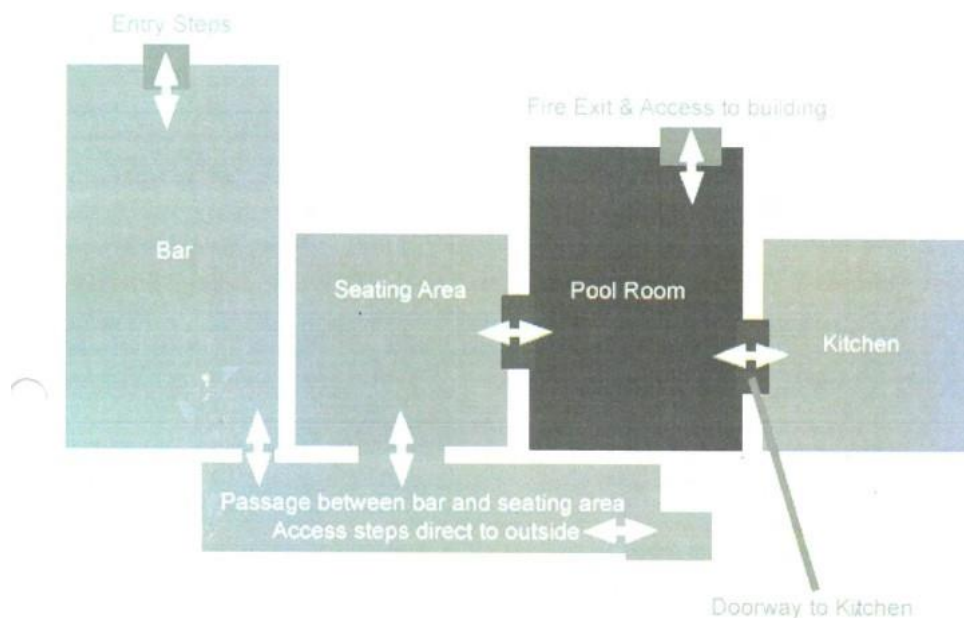 Entry Steps
Fire Exit & Access to building
Bar
Seating Area
Pool Room
Kitchen
Passage between bar and seating area
Access steps direct to outside
Doorway to Kitchen